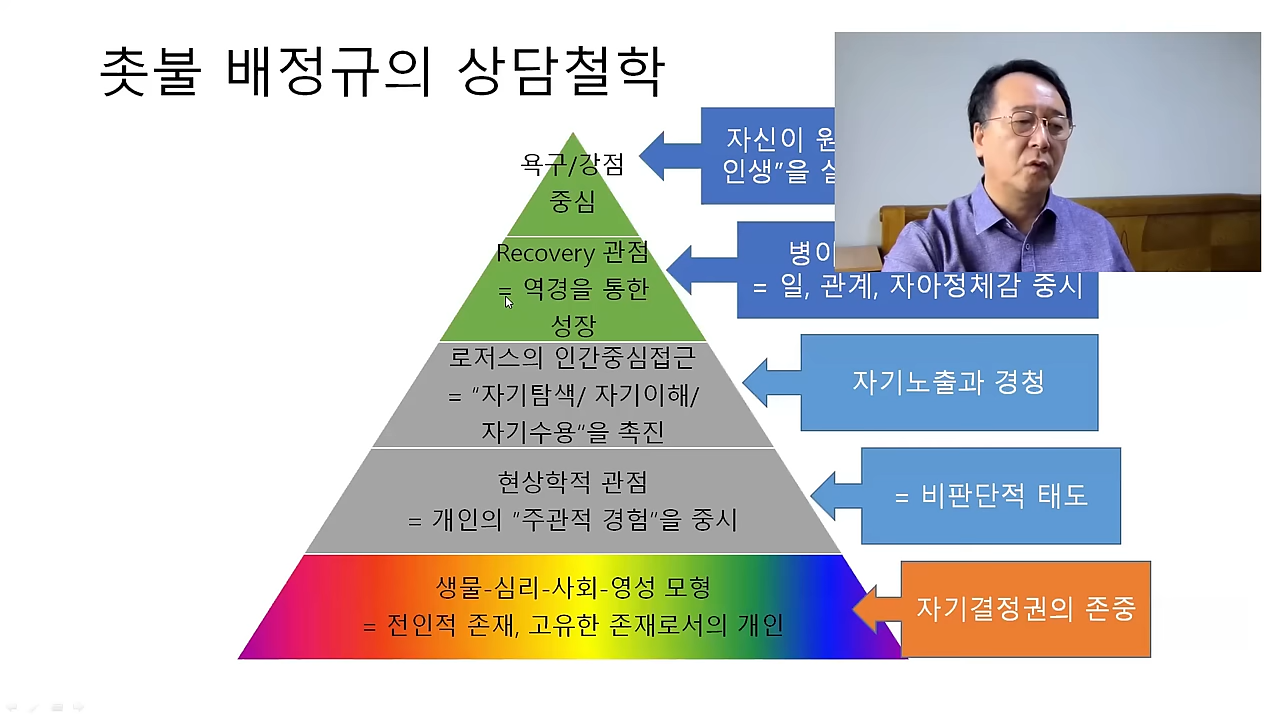 촛불 배정규의 상담철학
욕구/강점
중심
자신이 원
인생”을
Recovery 관점
= 역경을 통한
성장
병이
= 일, 관계, 자아정체감 중시
로저스의 인간중심접근
= “자기탐색/ 자기이해/
자기수용“을 촉진
자기노출과 경청
현상학적 관점
= 개인의 ”주관적 경험“을 중시
= 비판단적 태도
생물-심리-사회-영성 모형
= 전인적 존재, 고유한 존재로서의 개인
자기결정권의 존중